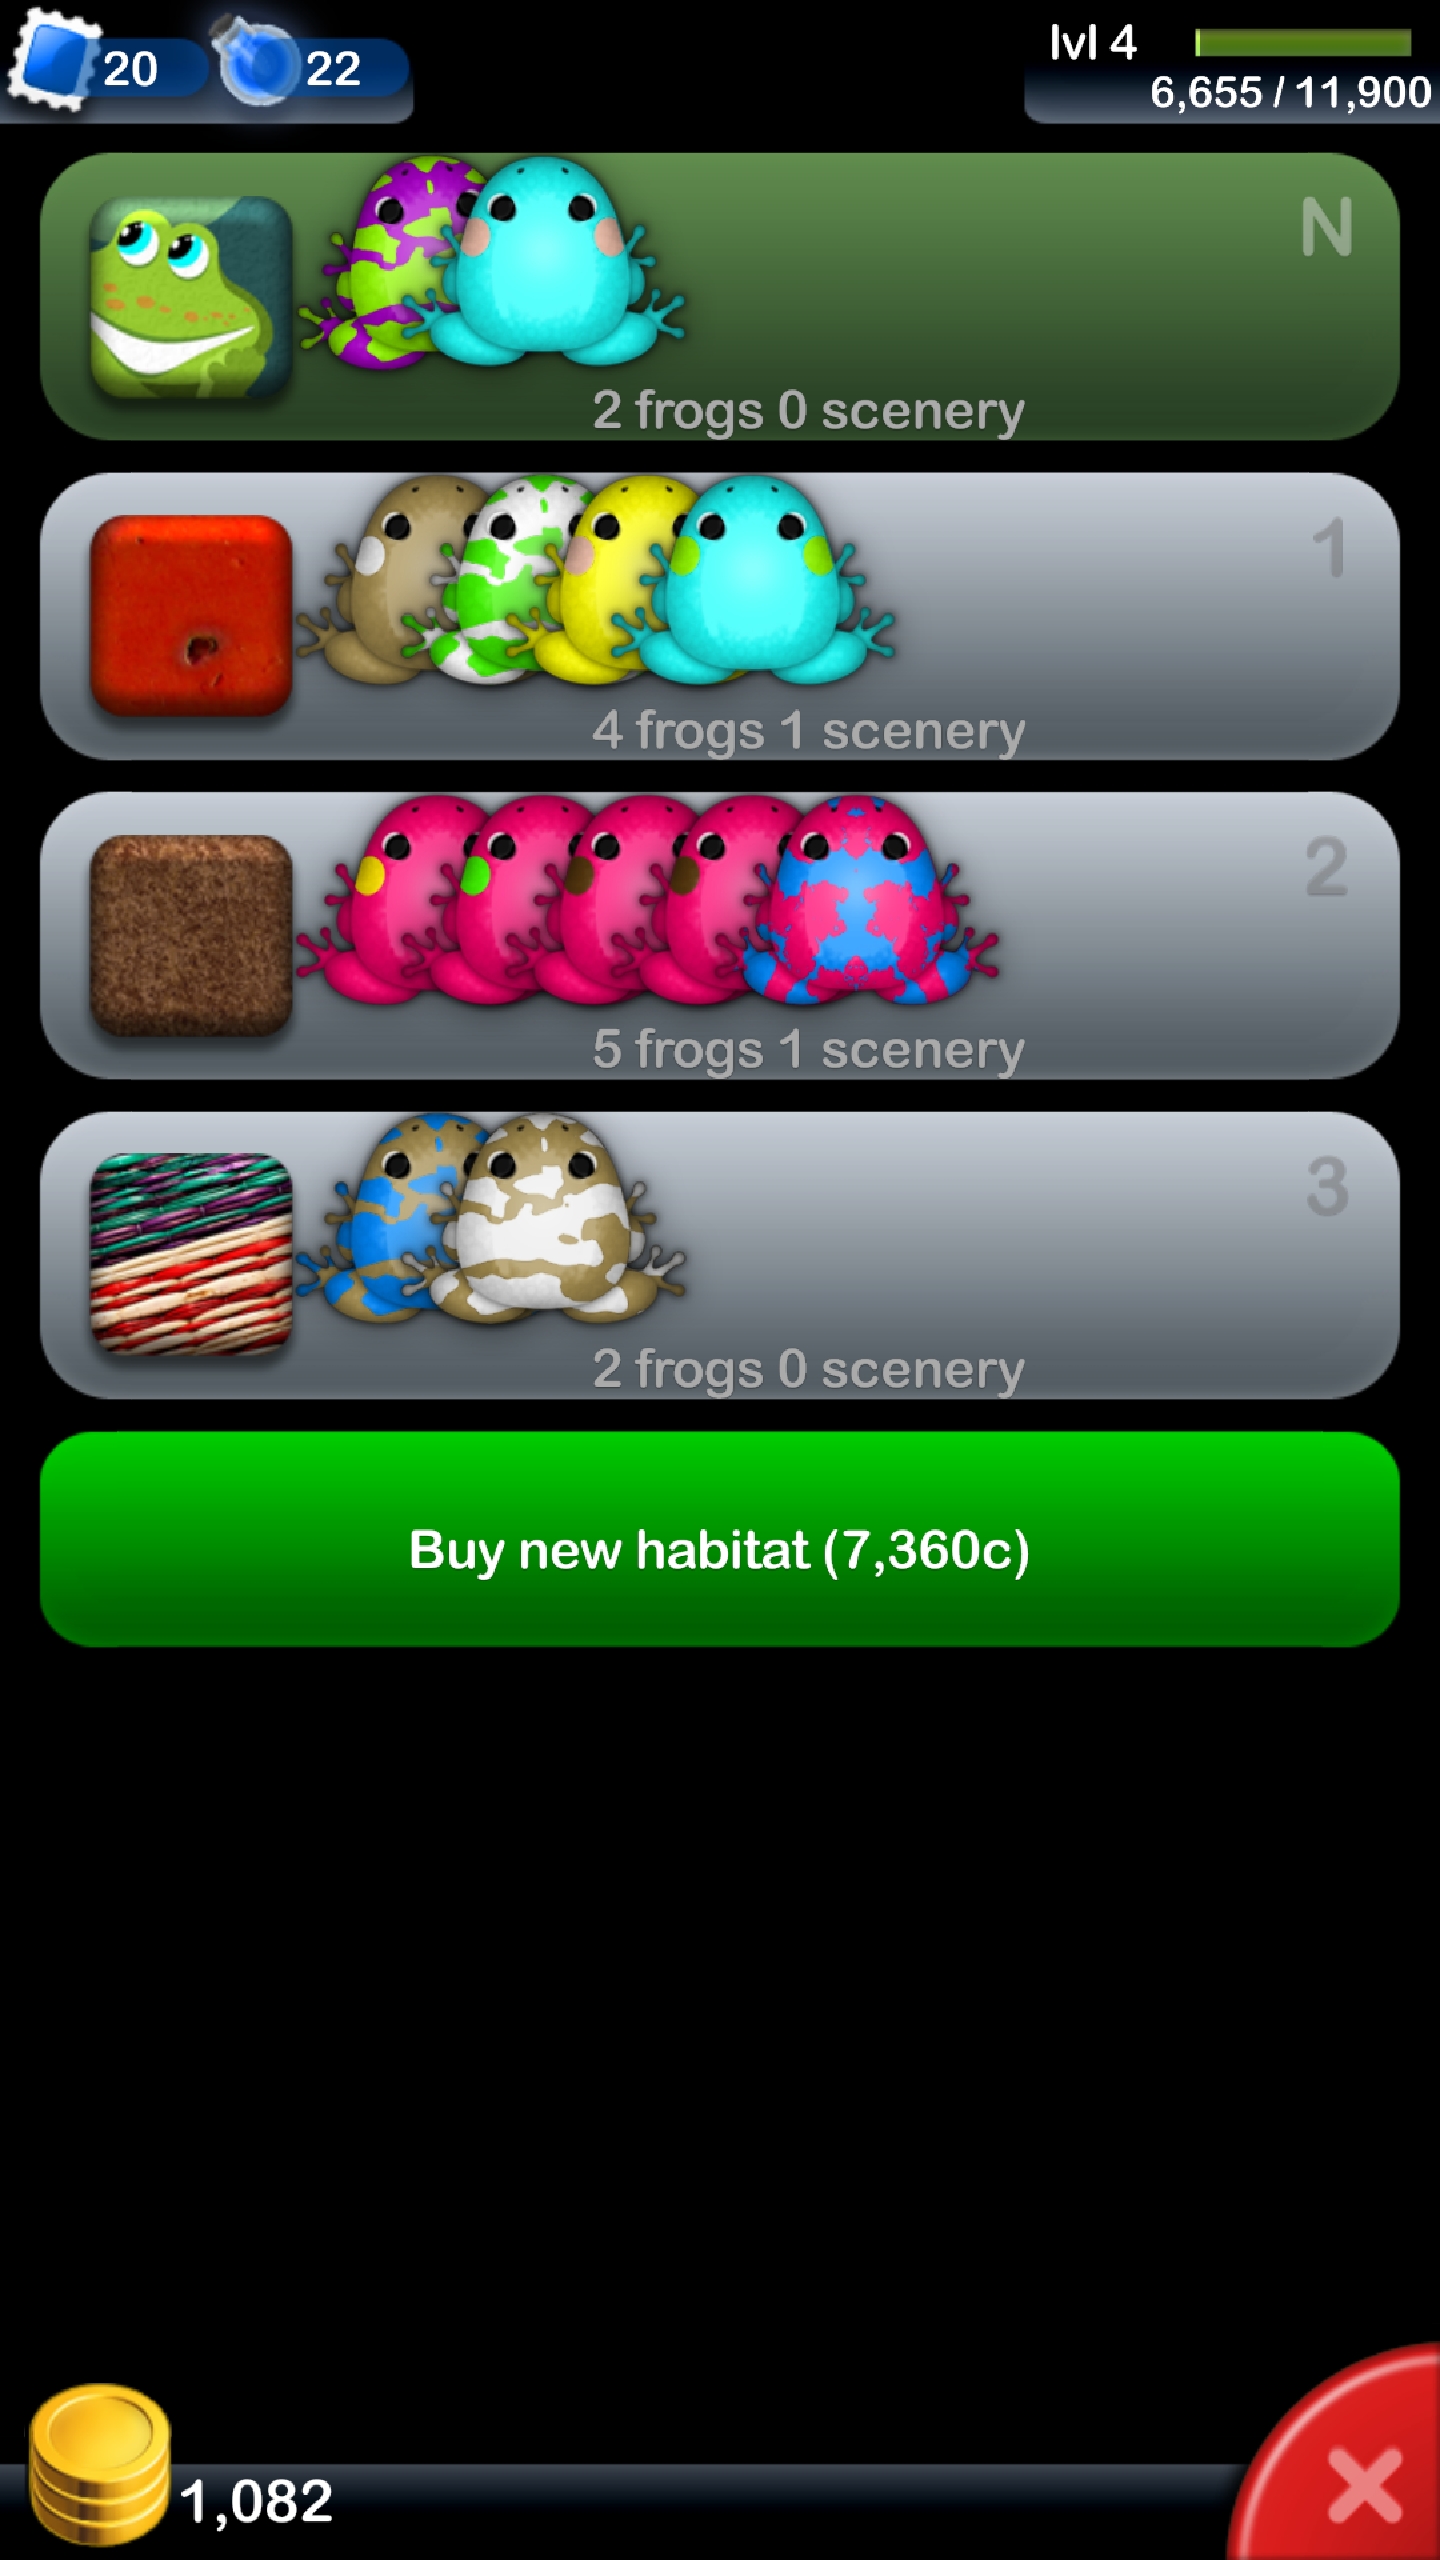 20
22
lvl 4
6,655 / 11,900
N
2 frogs 0 scenery
1
4 frogs 1 scenery
2
5 frogs 1 scenery
3
2 frogs 0 scenery
Buy new habitat (7,360c)
1,082